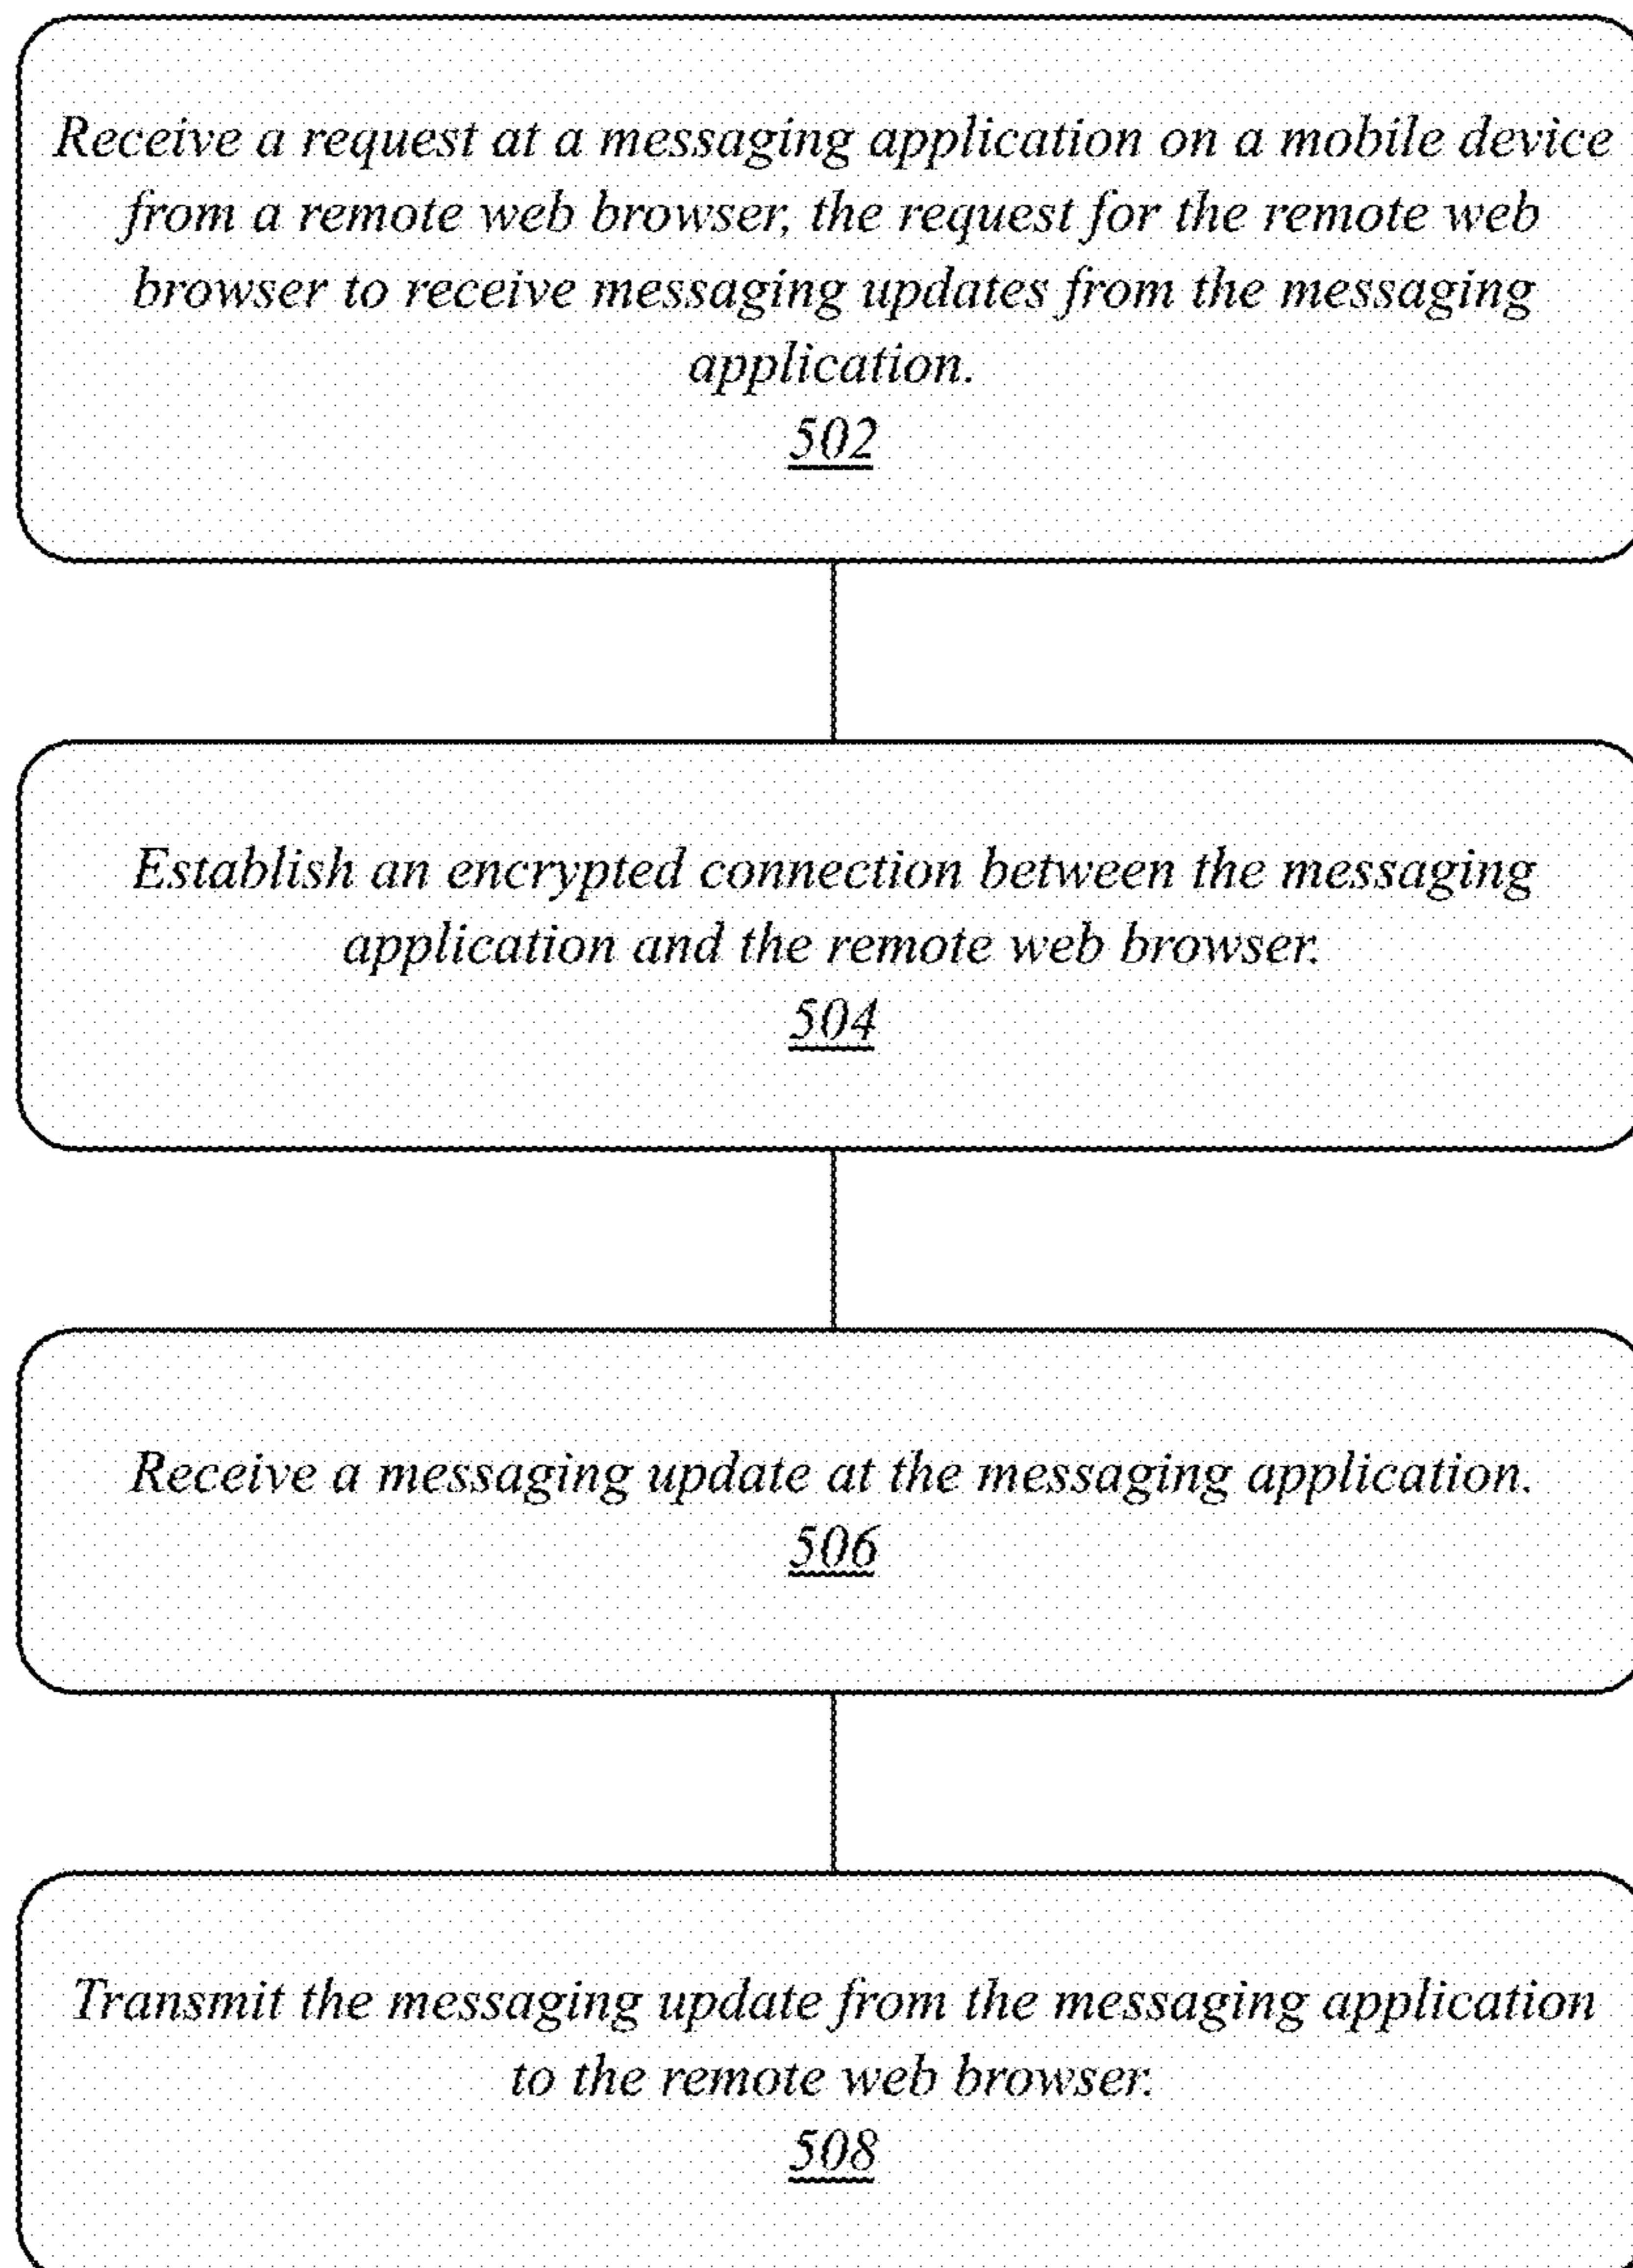 Receive a request at a messaging application on a mobile device
from a remote web browser, the request for the remote web
browser to receive messaging updates from the messaging
application.
502
Establish an encrypted connection between the messaging
application and the remote web browser.
504
Receive a messaging update at the messaging application.
506
Transmit the messaging update from the messaging application
to the remote web browser.
508